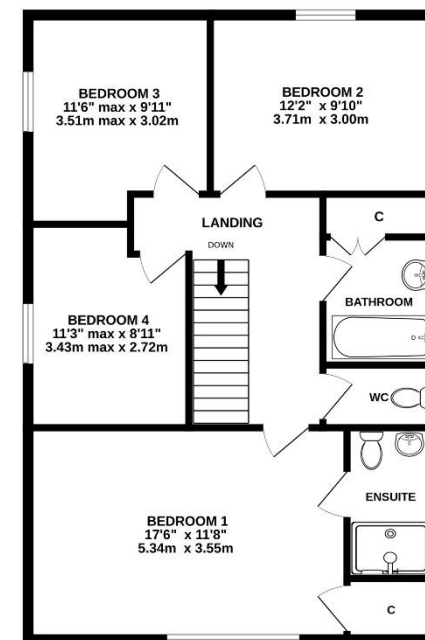 BEDROOM 3
11'6" max x 9'11"
3.51m max x 3.02m
BEDROOM 2
12'2" x 9'10"
3.71m x 3.00m
LANDING
DOWN
C
BATHROOM
BEDROOM 4
11'3" max x 8'11"
3.43m max x 2.72m
WC
ENSUITE
BEDROOM 1
17'6" x 11'8"
5.34m x 3.55m
C